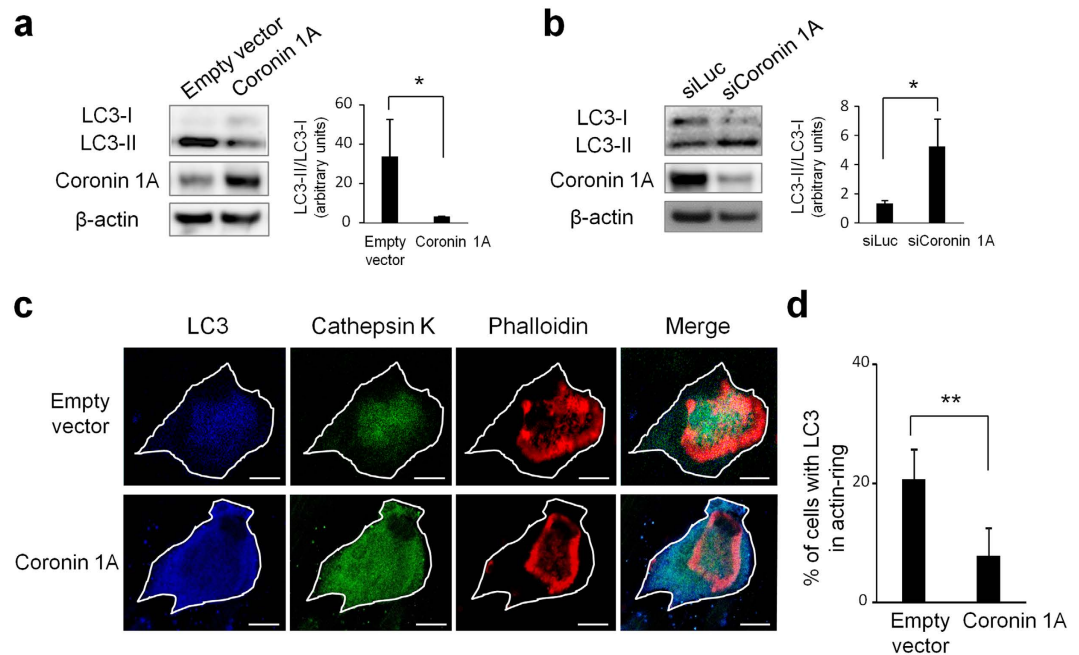 a
Empty vector
Coronin 1A
LC3-I
LC3-II
Coronin 1A
β-actin
*
LC3-II/LC3-I
(arbitrary units)
60
40
20
0
Empty
vector
Coronin 1A
b
siLuc
siCoronin 1A
LC3-I
LC3-II
Coronin 1A
β-actin
*
LC3-II/LC3-I
(arbitrary units)
8
6
4
2
0
siLuc
siCoronin 1A
c
LC3
Cathepsin K
Phalloidin
Merge
Empty
vector
Coronin 1A
d
% of cells with LC3
in actin-ring
40
20
0
**
Empty
vector
Coronin 1A